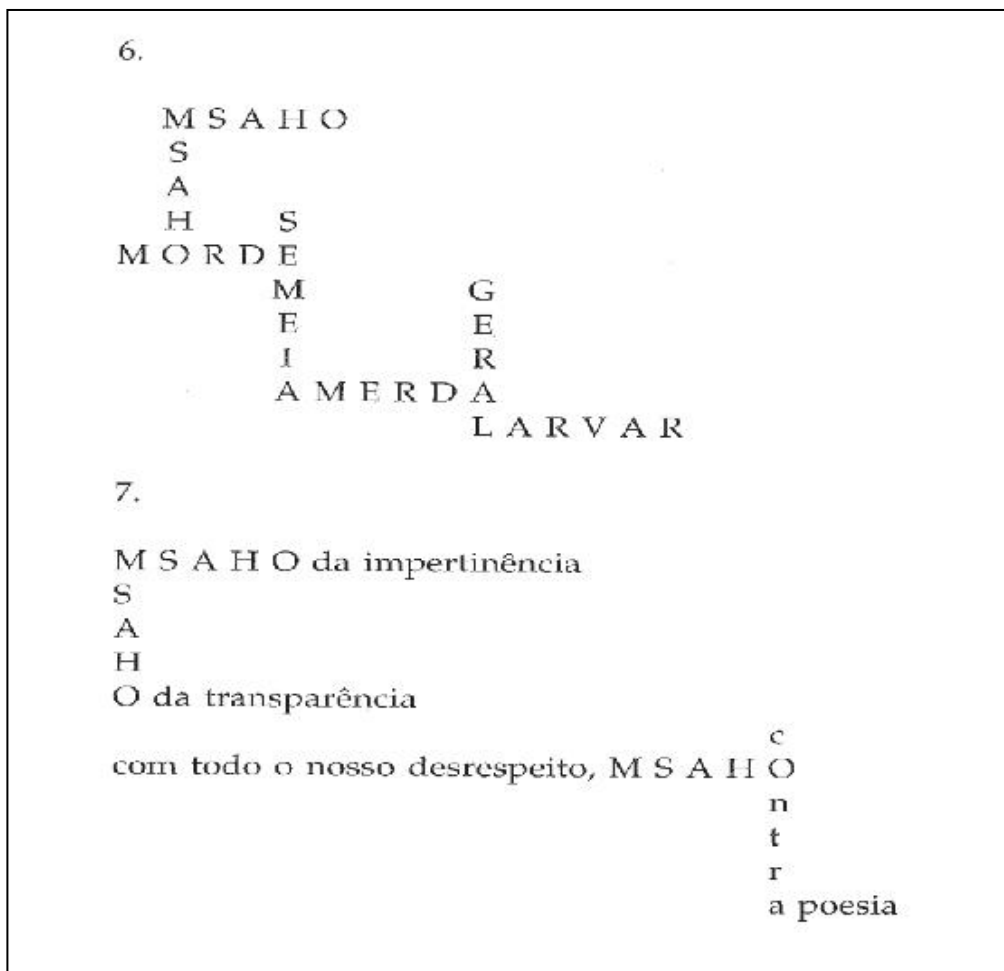 6.
M S A H O
S
A
H S
M O R D E
M G
E E
I R
A M E R D A
L A R V A R
7.
M S A H O da impertinência
S
A
H
O da transparência
c
com todo o nosso desrespeito, M S A H O
n
t
r
a poesia